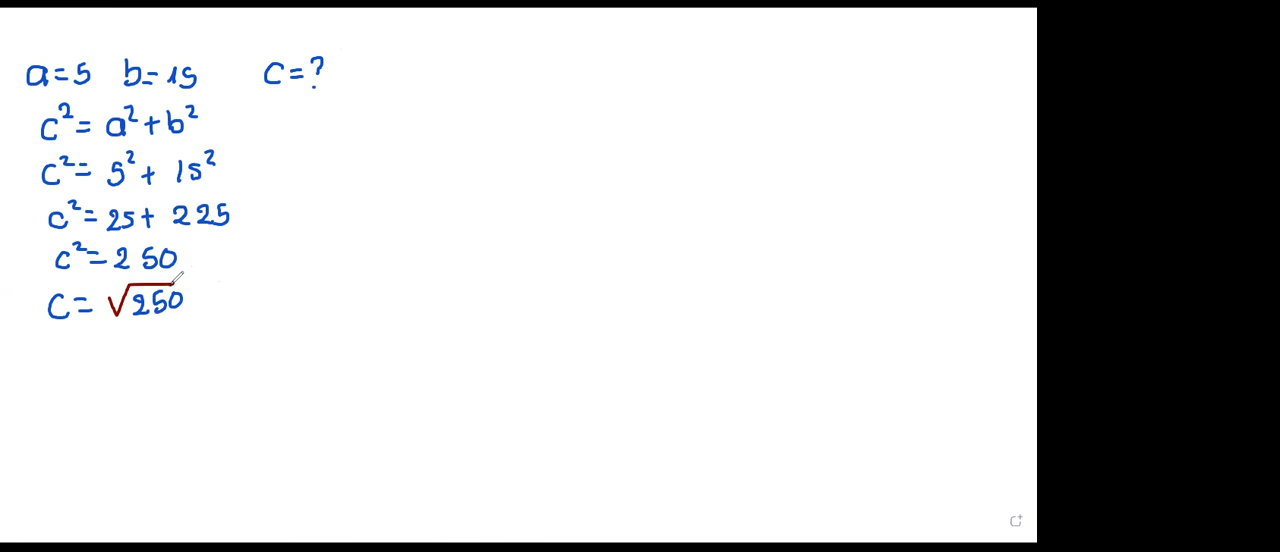 a=5 b=15 c=?
c²= a²+b²
c²= 5²+ 15²
c²=25+ 225
c²=250
c= √250